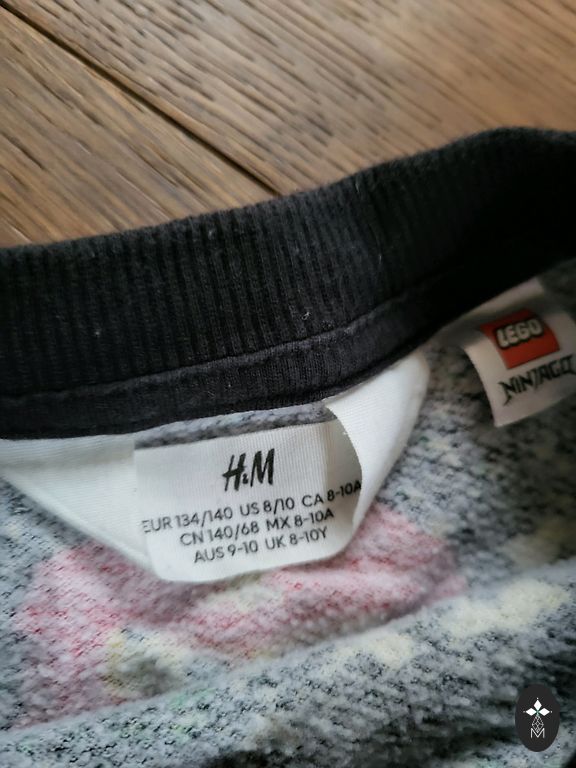 LEGO
NINJAGO
H&M
EUR 134/140 US 8/10 CA 8-10A
CN 140/68 MX 8-10A
AUS 9-10 UK 8-10Y